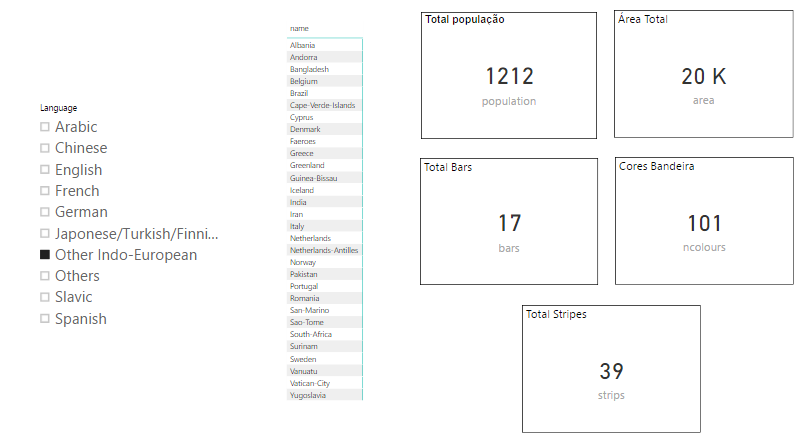 Language
Arabic
Chinese
English
French
German
Japonese/Turkish/Finni...
Other Indo-European
Others
Slavic
Spanish
name
Albania
Andorra
Bangladesh
Belgium
Brazil
Cape-Verde-Islands
Cyprus
Denmark
Faeroes
Greece
Greenland
Guinea-Bissau
Iceland
India
Iran
Italy
Netherlands
Netherlands-Antilles
Norway
Pakistan
Portugal
Romania
San-Marino
Sao-Tome
South-Africa
Surinam
Sweden
Vanuatu
Vatican-City
Yugoslavia
Total população
1212
population
Área Total
20 K
area
Total Bars
17
bars
Cores Bandeira
101
ncolours
Total Stripes
39
strips